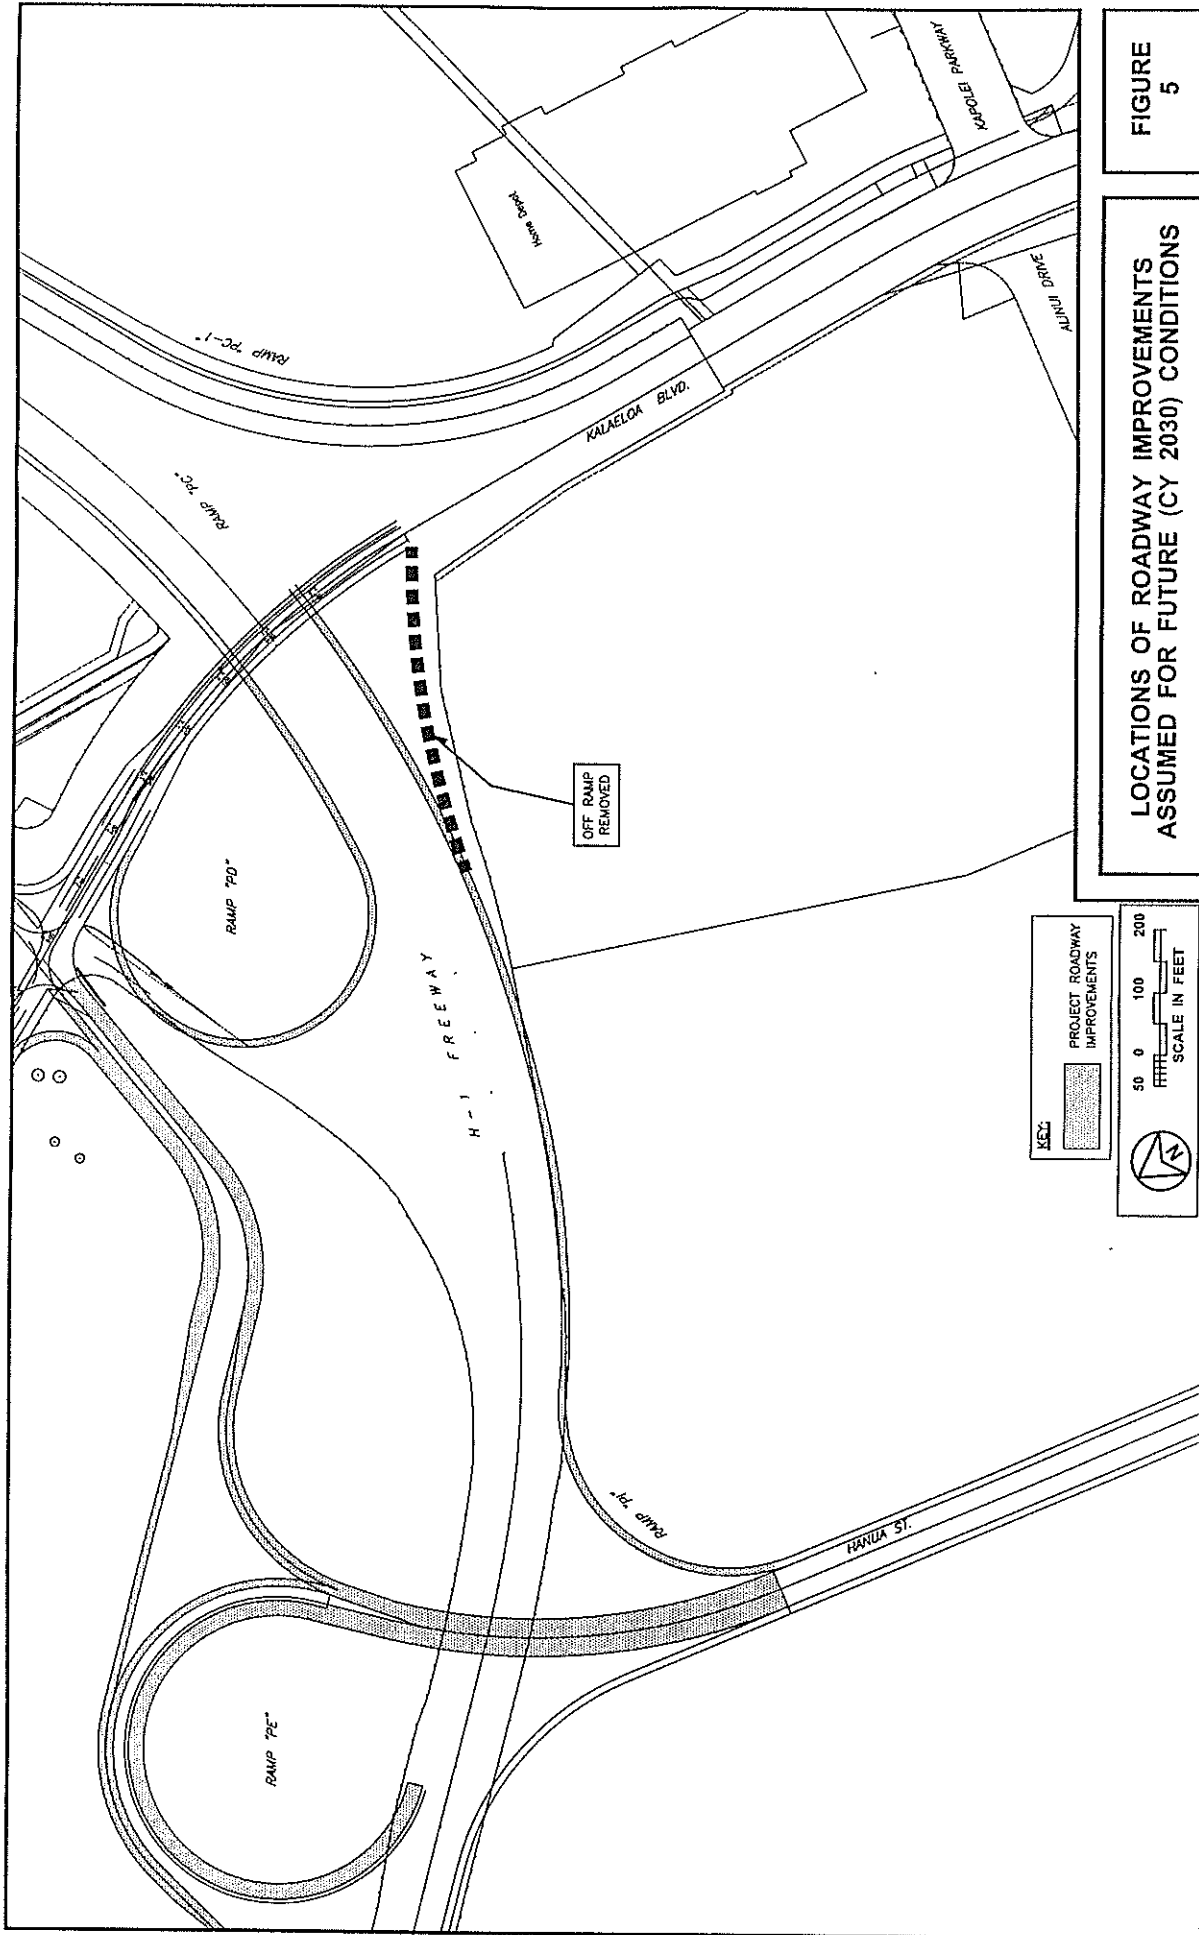 RAMP "PC-1"
Home Depot
KAPOLEI PARKWAY
RAMP "PC"
KALAELOA BLVD.
ALINUI DRIVE
RAMP "PD"
OFF RAMP
REMOVED
H-1 FREEWAY
RAMP "PE"
RAMP "PI"
HANUA ST.
KEY:
PROJECT ROADWAY
IMPROVEMENTS
N
50 0 100 200
SCALE IN FEET
LOCATIONS OF ROADWAY IMPROVEMENTS
ASSUMED FOR FUTURE (CY 2030) CONDITIONS
FIGURE
5